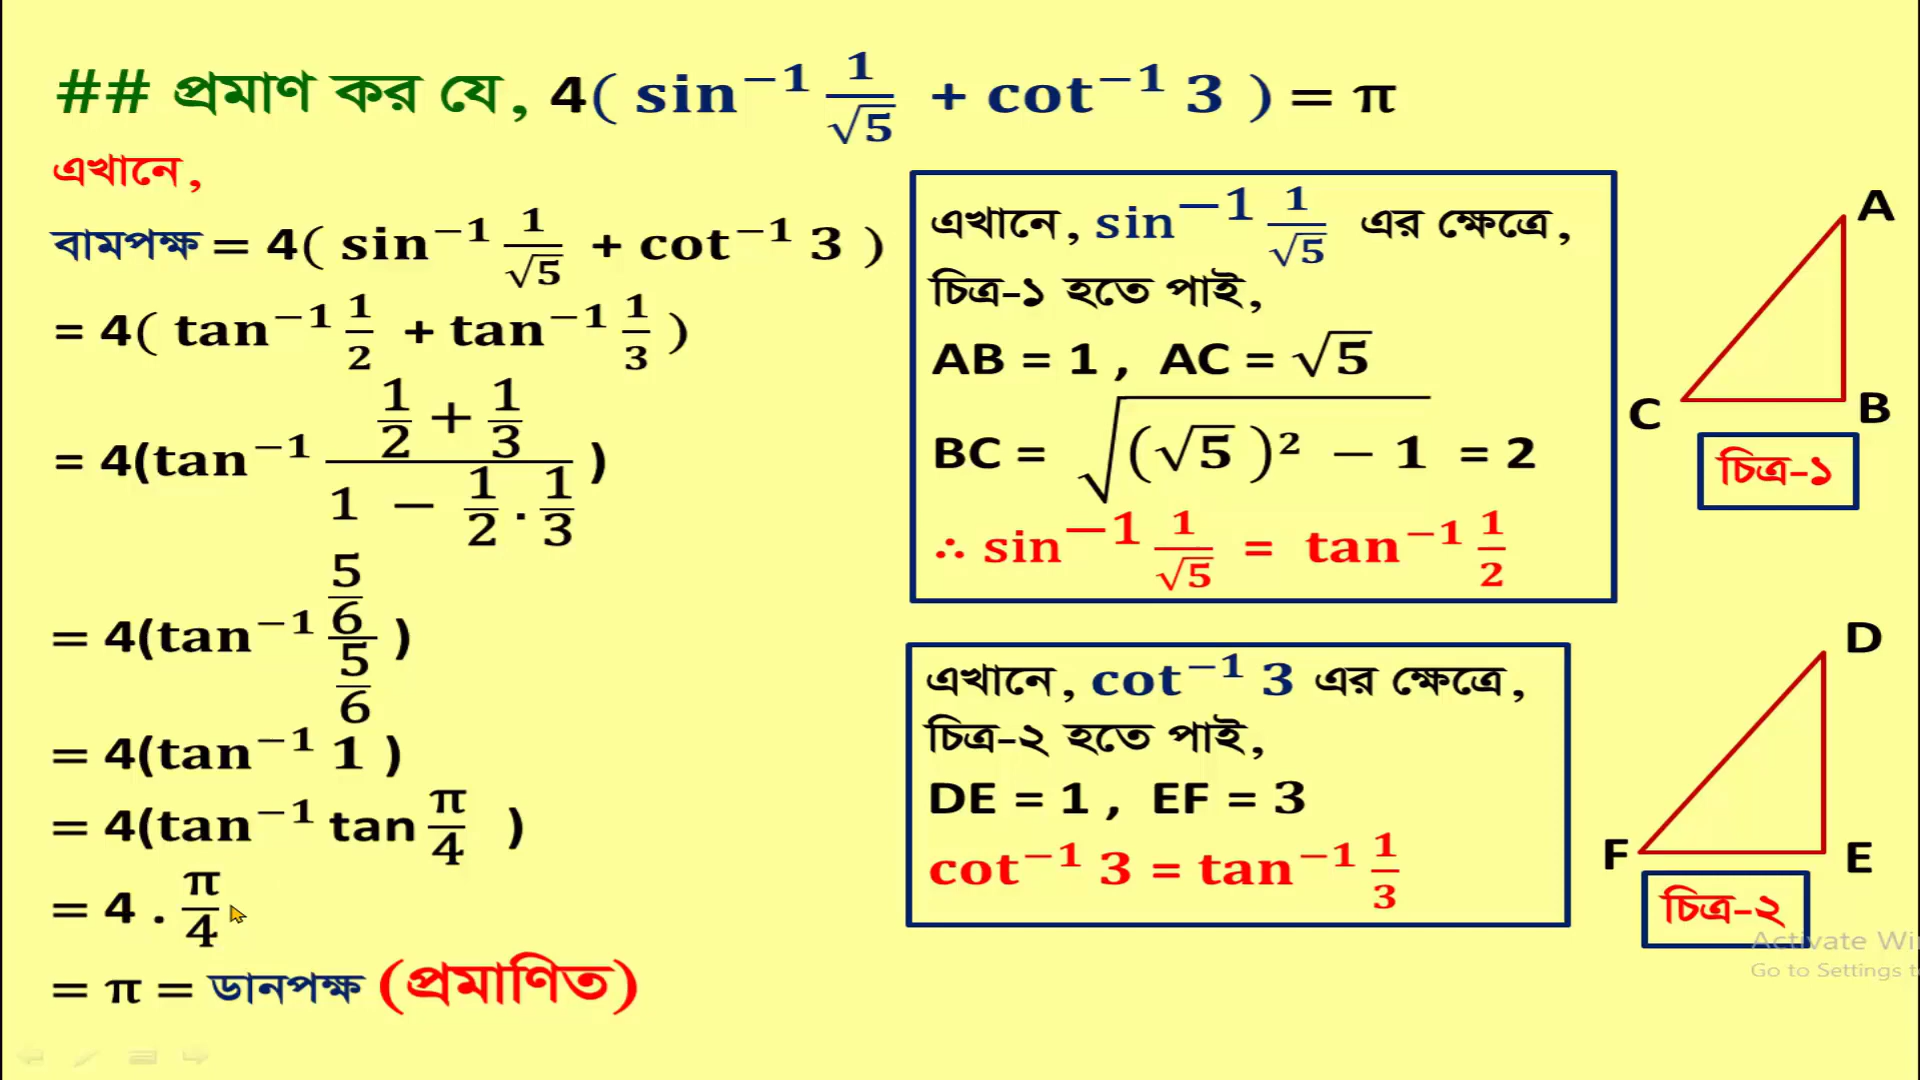 ## প্রমাণ কর যে, 4( sin⁻¹ 1/√5 + cot⁻¹ 3 ) = π
এখানে,
বামপক্ষ = 4( sin⁻¹ 1/√5 + cot⁻¹ 3 )
= 4( tan⁻¹ 1/2 + tan⁻¹ 1/3 )
= 4(tan⁻¹ (1/2 + 1/3)/(1 − 1/2 . 1/3) )
= 4(tan⁻¹ (5/6)/(5/6) )
= 4(tan⁻¹ 1 )
= 4(tan⁻¹ tan π/4 )
= 4 . π/4
= π = ডানপক্ষ (প্রমাণিত)
এখানে, sin⁻¹ 1/√5 এর ক্ষেত্রে,
চিত্র-১ হতে পাই,
AB = 1 , AC = √5
BC = √((√5 )² − 1) = 2
∴ sin⁻¹ 1/√5 = tan⁻¹ 1/2
A
C
B
চিত্র-১
এখানে, cot⁻¹ 3 এর ক্ষেত্রে,
চিত্র-২ হতে পাই,
DE = 1 , EF = 3
cot⁻¹ 3 = tan⁻¹ 1/3
D
F
E
চিত্র-২
Activate Wi
Go to Settings t